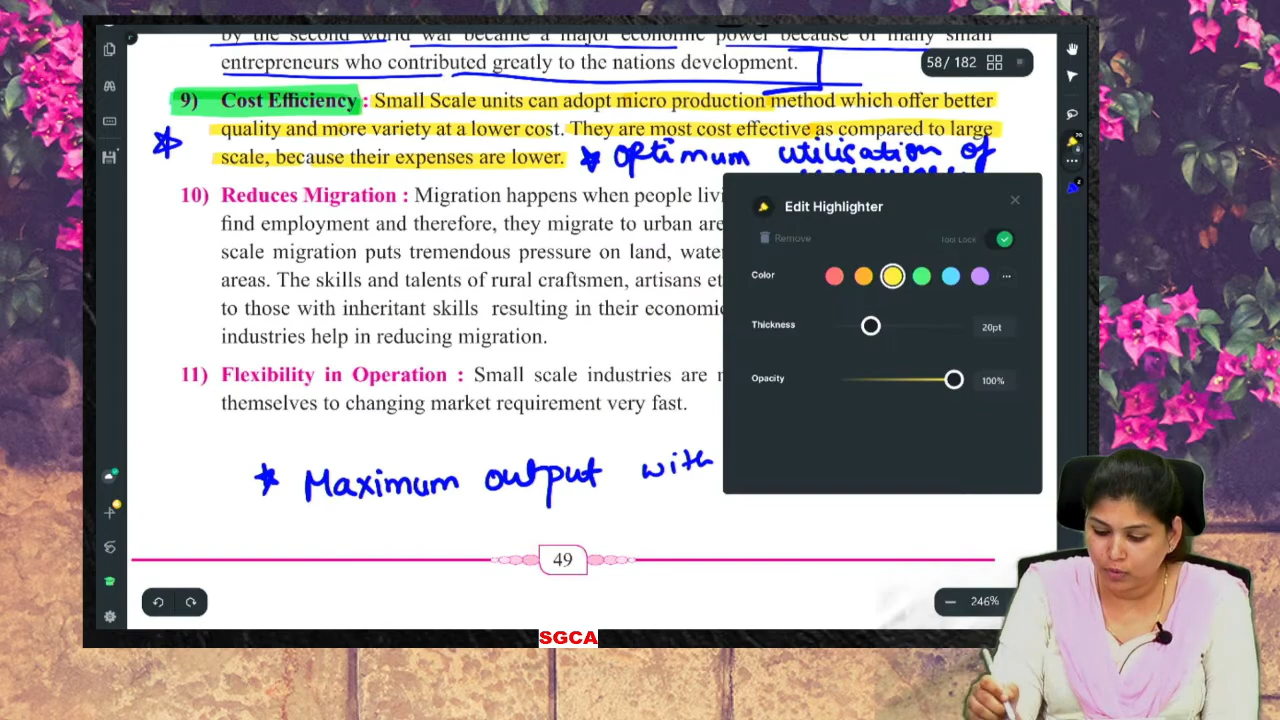 by the second world war became a major economic power because of many small
entrepreneurs who contributed greatly to the nations development.
58/ 182
9) Cost Efficiency : Small Scale units can adopt micro production method which offer better
quality and more variety at a lower cost. They are most cost effective as compared to large
scale, because their expenses are lower. * Optimum utilisation of
10) Reduces Migration : Migration happens when people
find employment and therefore, they migrate to urban
scale migration puts tremendous pressure on land,
areas. The skills and talents of rural craftsmen, artisans
to those with inheritant skills resulting in their
industries help in reducing migration.
11) Flexibility in Operation : Small scale industries are
themselves to changing market requirement very fast.
* Maximum output with
49
246%
Edit Highlighter
Remove
Tool Lock
Color
Thickness
20pt
Opacity
100%
SGCA